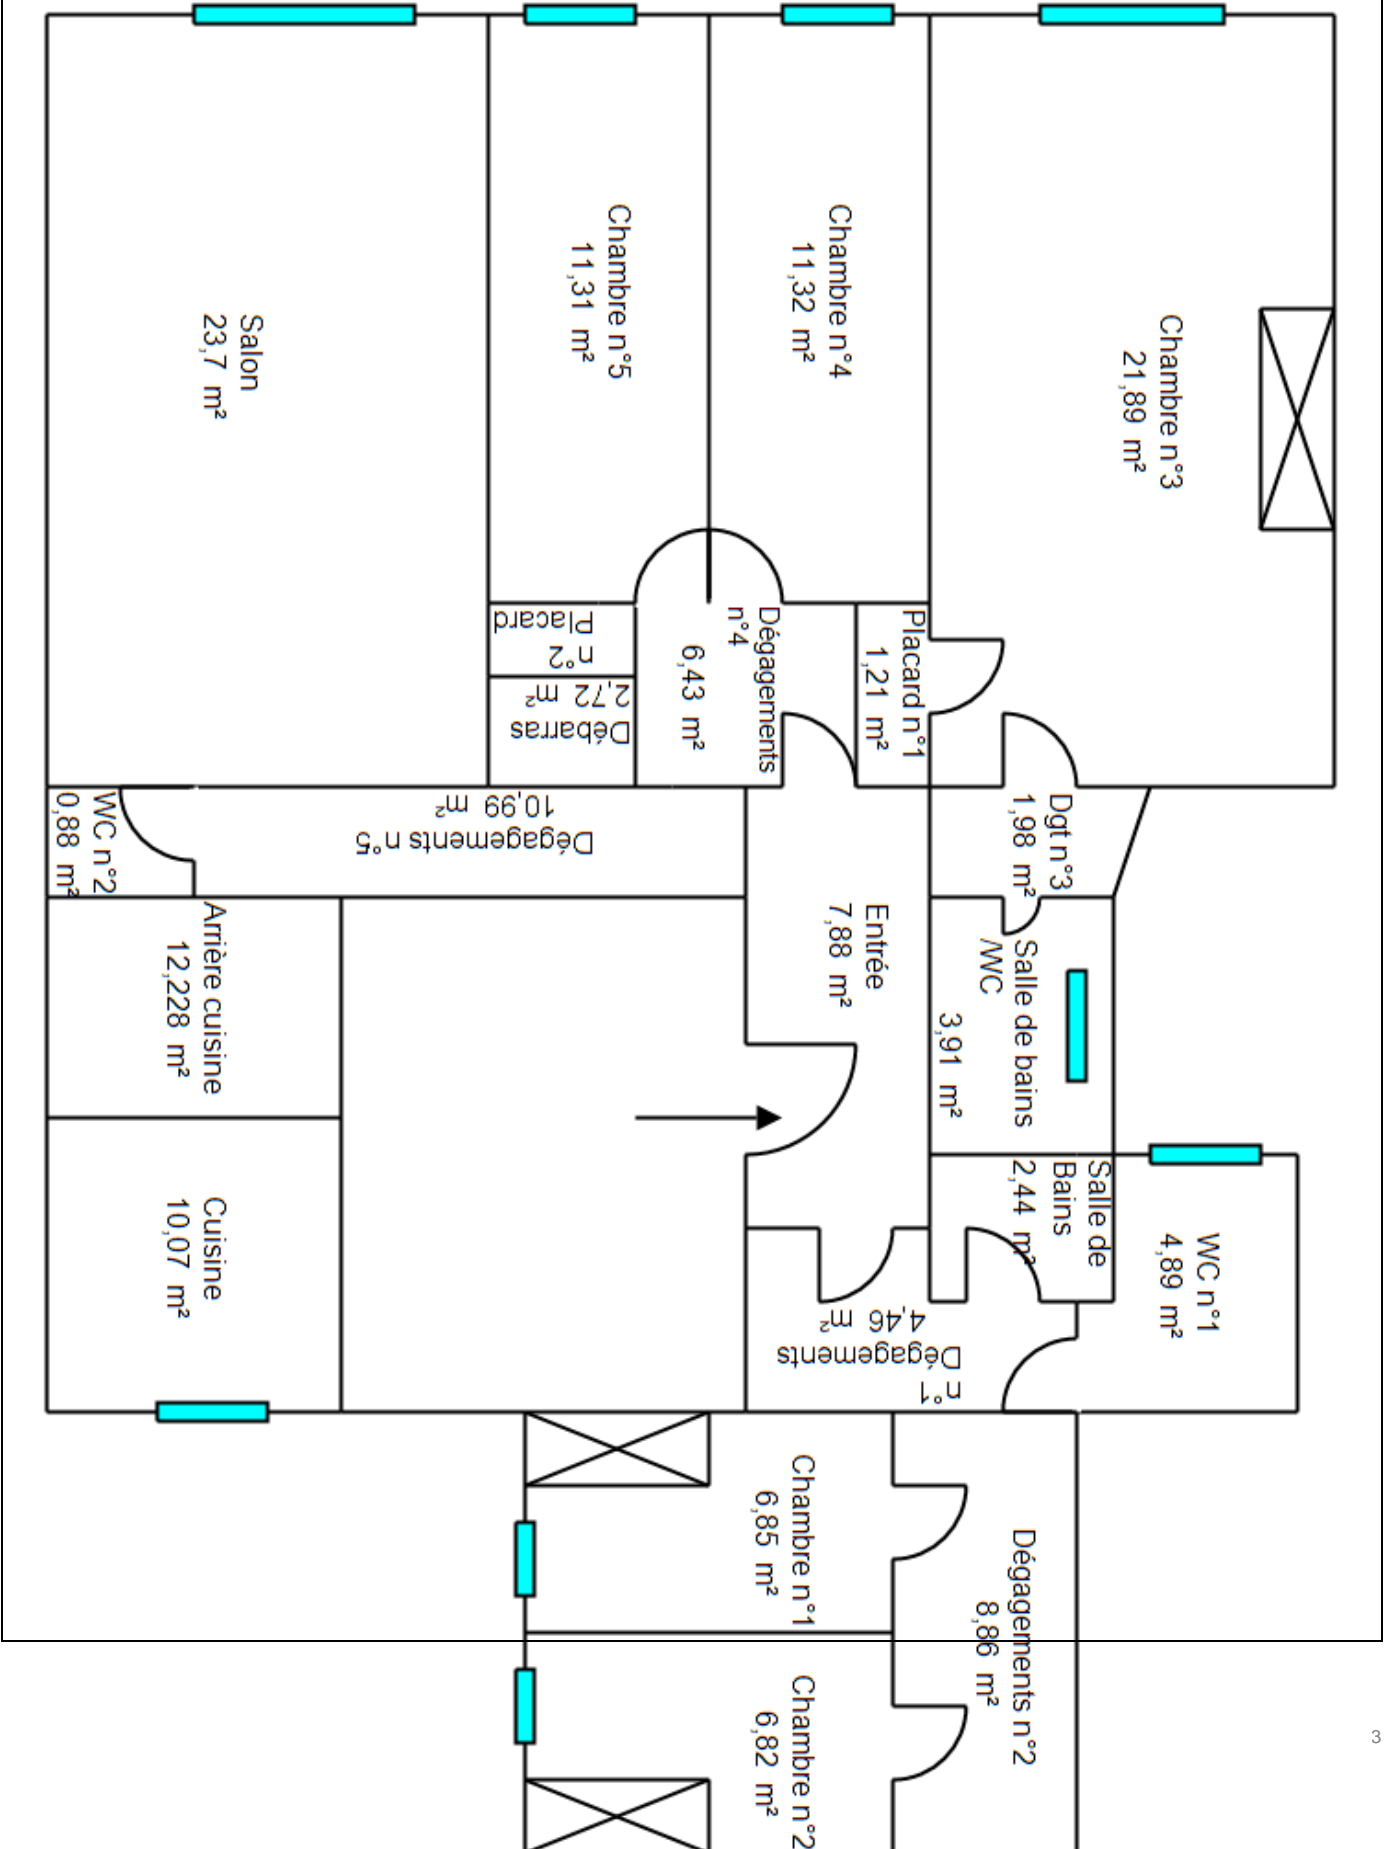 Salon
23,7 m²
Chambre n°5
11,31 m²
Chambre n°4
11,32 m²
Chambre n°3
21,89 m²
Placard
n°2
2,72 m²
Débarras
Dégagements
n°4
6,43 m²
Placard n°1
1,21 m²
WC n°2
0,88 m²
10,99 m²
Dégagements n°5
Dgt n°3
1,98 m²
Arrière cuisine
12,228 m²
Entrée
7,88 m²
Salle de bains
/WC
3,91 m²
Cuisine
10,07 m²
Salle de
Bains
2,44 m²
WC n°1
4,89 m²
4,46 m²
Dégagements
n°1
Chambre n°1
6,85 m²
Dégagements n°2
8,86 m²
Chambre n°2
6,82 m²
3